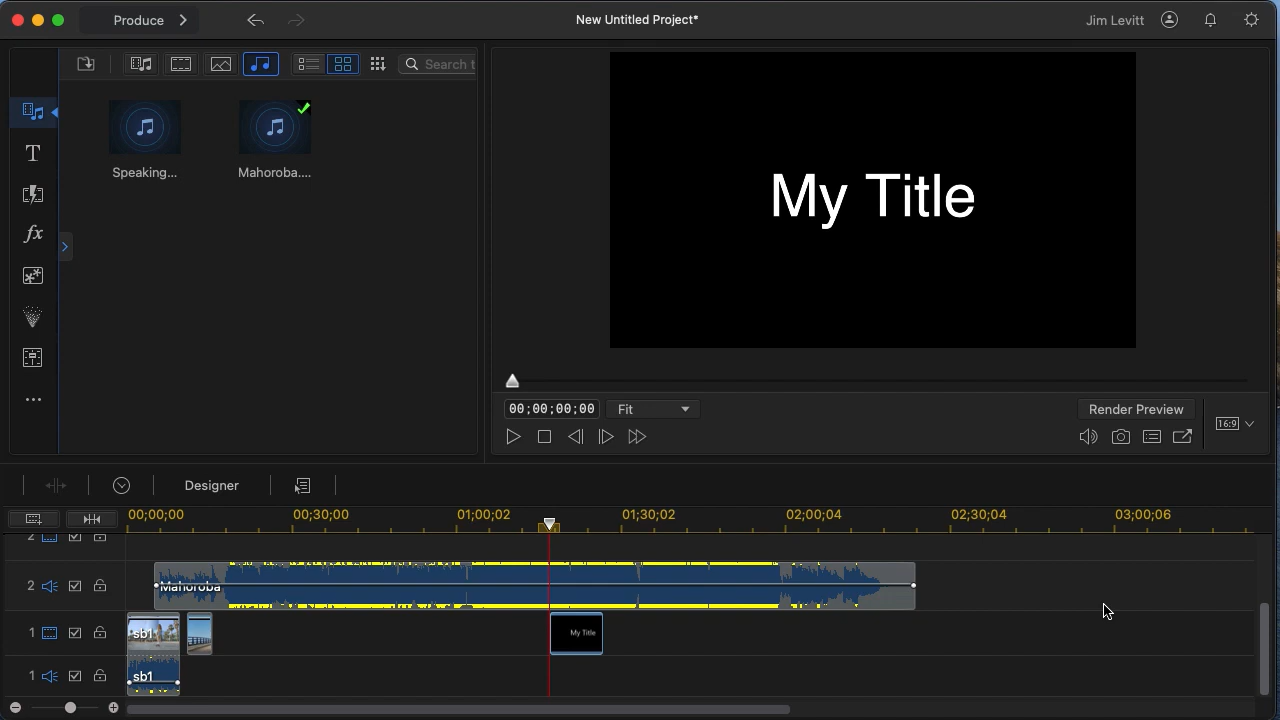 Produce
New Untitled Project*
Jim Levitt
Search t
Speaking...
Mahoroba....
T
fx
My Title
00;00;00;00
Fit
Render Preview
16:9
Designer
00;00;00
00;30;00
01;00;02
01;30;02
02;00;04
02;30;04
03;00;06
2
2
Mahoroba
1
sb1
My Title
1
sb1